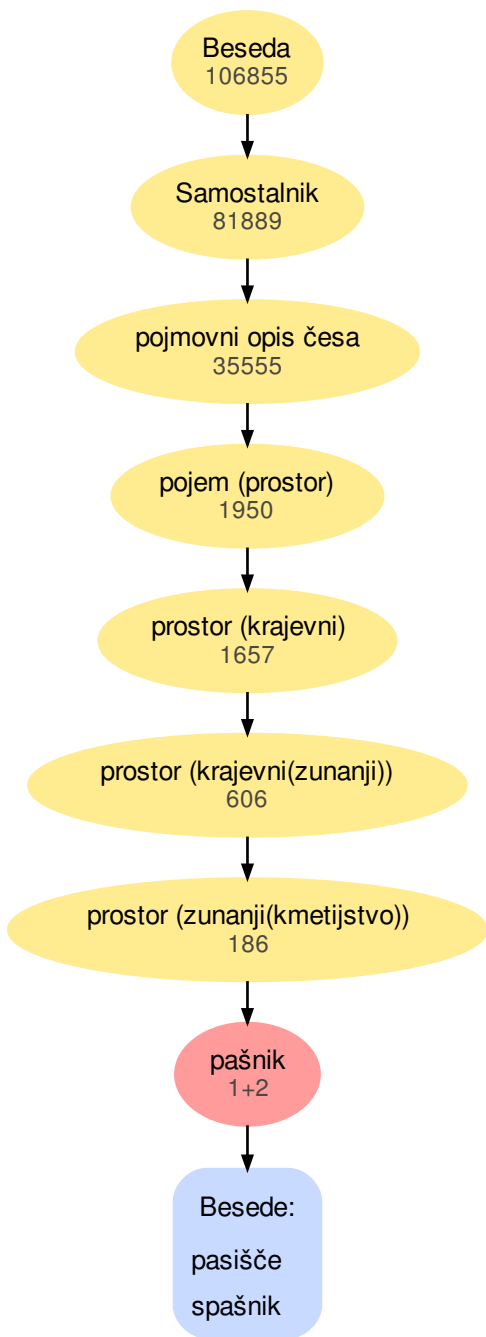 Beseda
106855
Samostalnik
81889
pojmovni opis česa
35555
pojem (prostor)
1950
prostor (krajevni)
1657
prostor (krajevni(zunanji))
606
prostor (zunanji(kmetijstvo))
186
pašnik
1+2
Besede:
pasišče
spašnik